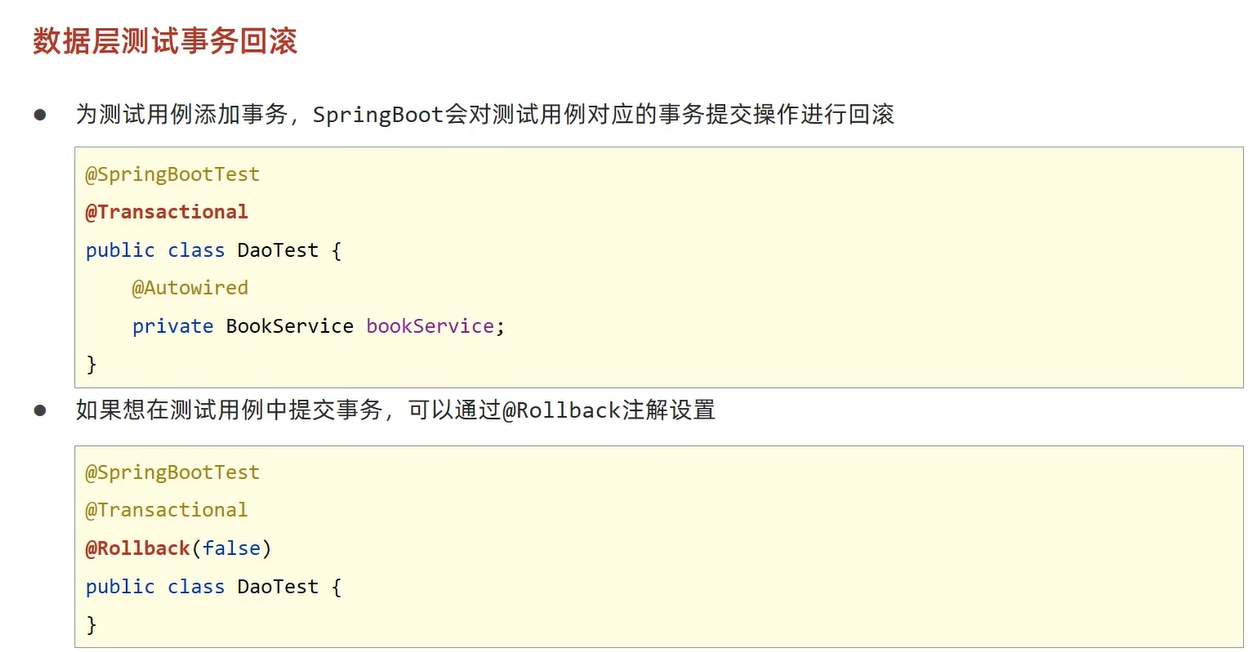 数据层测试事务回滚
● 为测试用例添加事务，SpringBoot会对测试用例对应的事务提交操作进行回滚
@SpringBootTest
@Transactional
public class DaoTest {
    @Autowired
    private BookService bookService;
}
● 如果想在测试用例中提交事务，可以通过@Rollback注解设置
@SpringBootTest
@Transactional
@Rollback(false)
public class DaoTest {
}